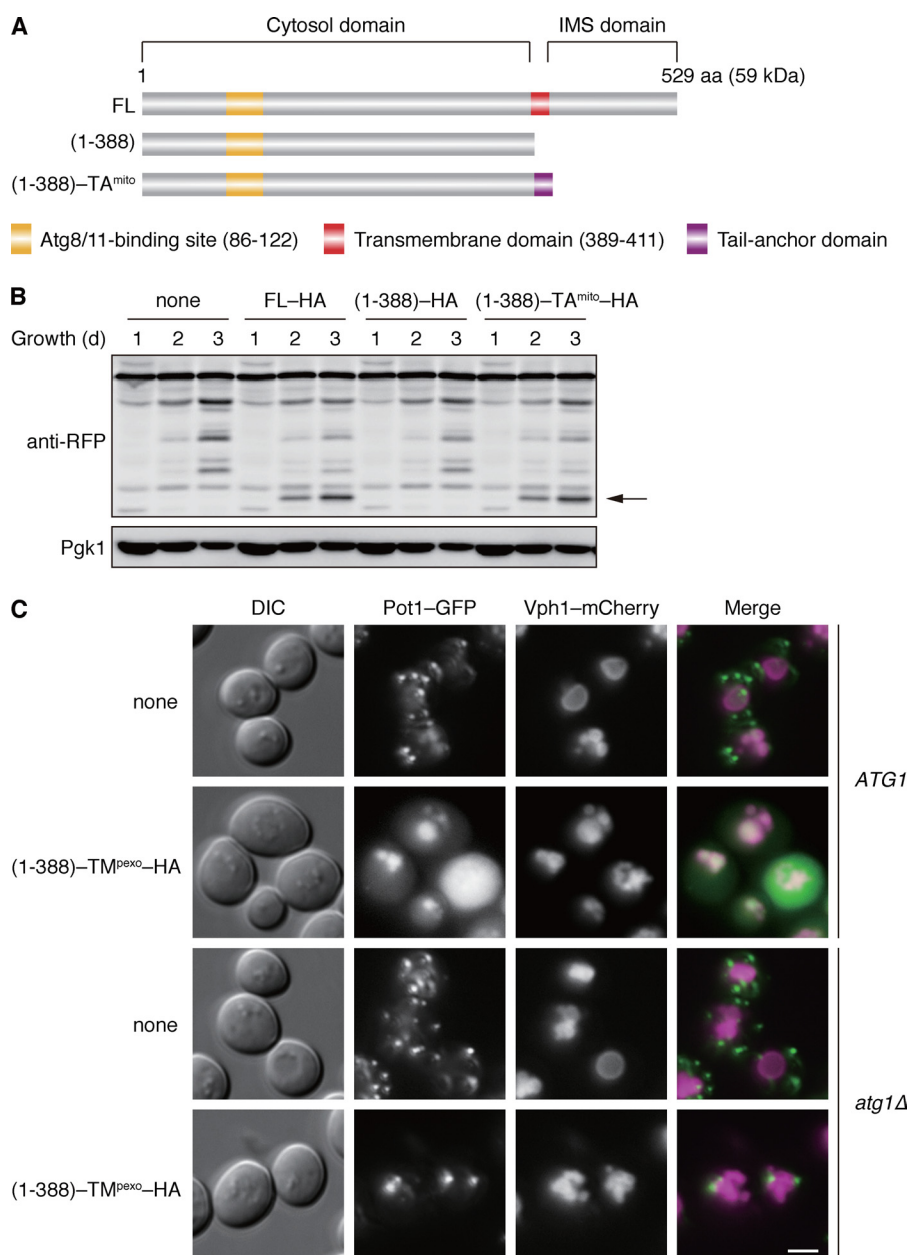 A
Cytosol domain IMS domain
1 529 aa (59 kDa)
FL
(1-388)
(1-388)–TAmito
Atg8/11-binding site (86-122) Transmembrane domain (389-411) Tail-anchor domain
B
none FL–HA (1-388)–HA (1-388)–TAmito–HA
Growth (d) 1 2 3 1 2 3 1 2 3 1 2 3
anti-RFP
Pgk1
C
DIC Pot1–GFP Vph1–mCherry Merge
none
ATG1
(1-388)–TMpexo–HA
none
atg1Δ
(1-388)–TMpexo–HA